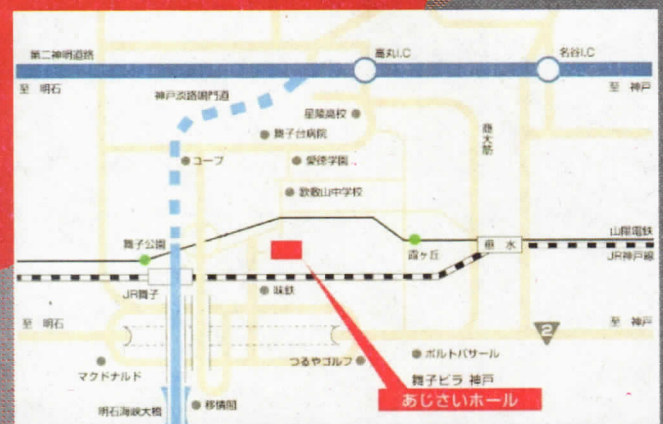 第二神明道路
高丸I.C
名谷I.C
至 明石
至 神戸
神戸淡路鳴門道
星陵高校
舞子台病院
商大筋
コープ
愛徳学園
歌敷山中学校
山陽電鉄
舞子公園
霞ヶ丘
垂水
JR神戸線
JR舞子
味鉄
至 明石
2
至 神戸
つるやゴルフ
ポルトバザール
マクドナルド
舞子ビラ 神戸
あじさいホール
明石海峡大橋
移情閣